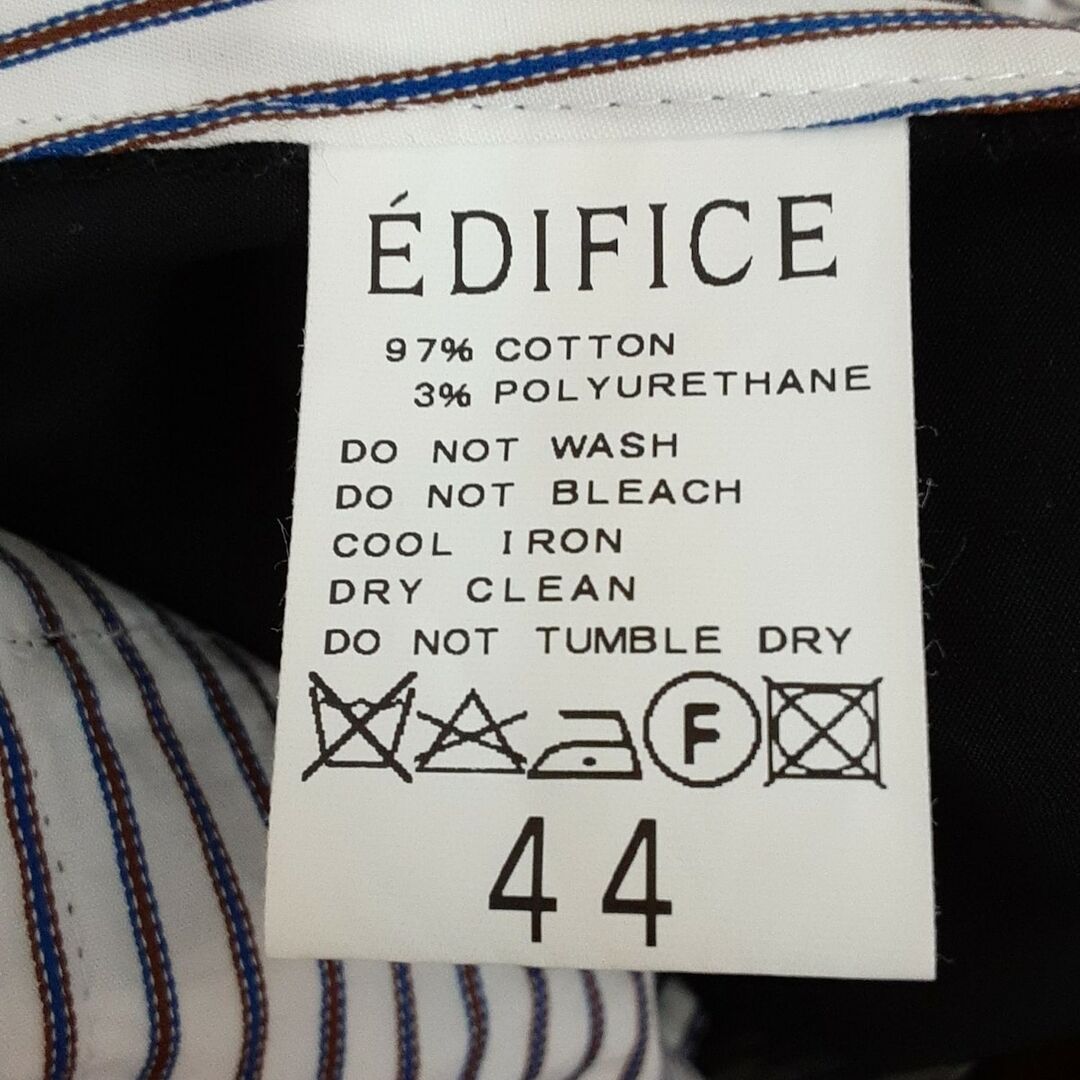 ÉDIFICE
97% COTTON
3% POLYURETHANE
DO NOT WASH
DO NOT BLEACH
COOL IRON
DRY CLEAN
DO NOT TUMBLE DRY
F
44